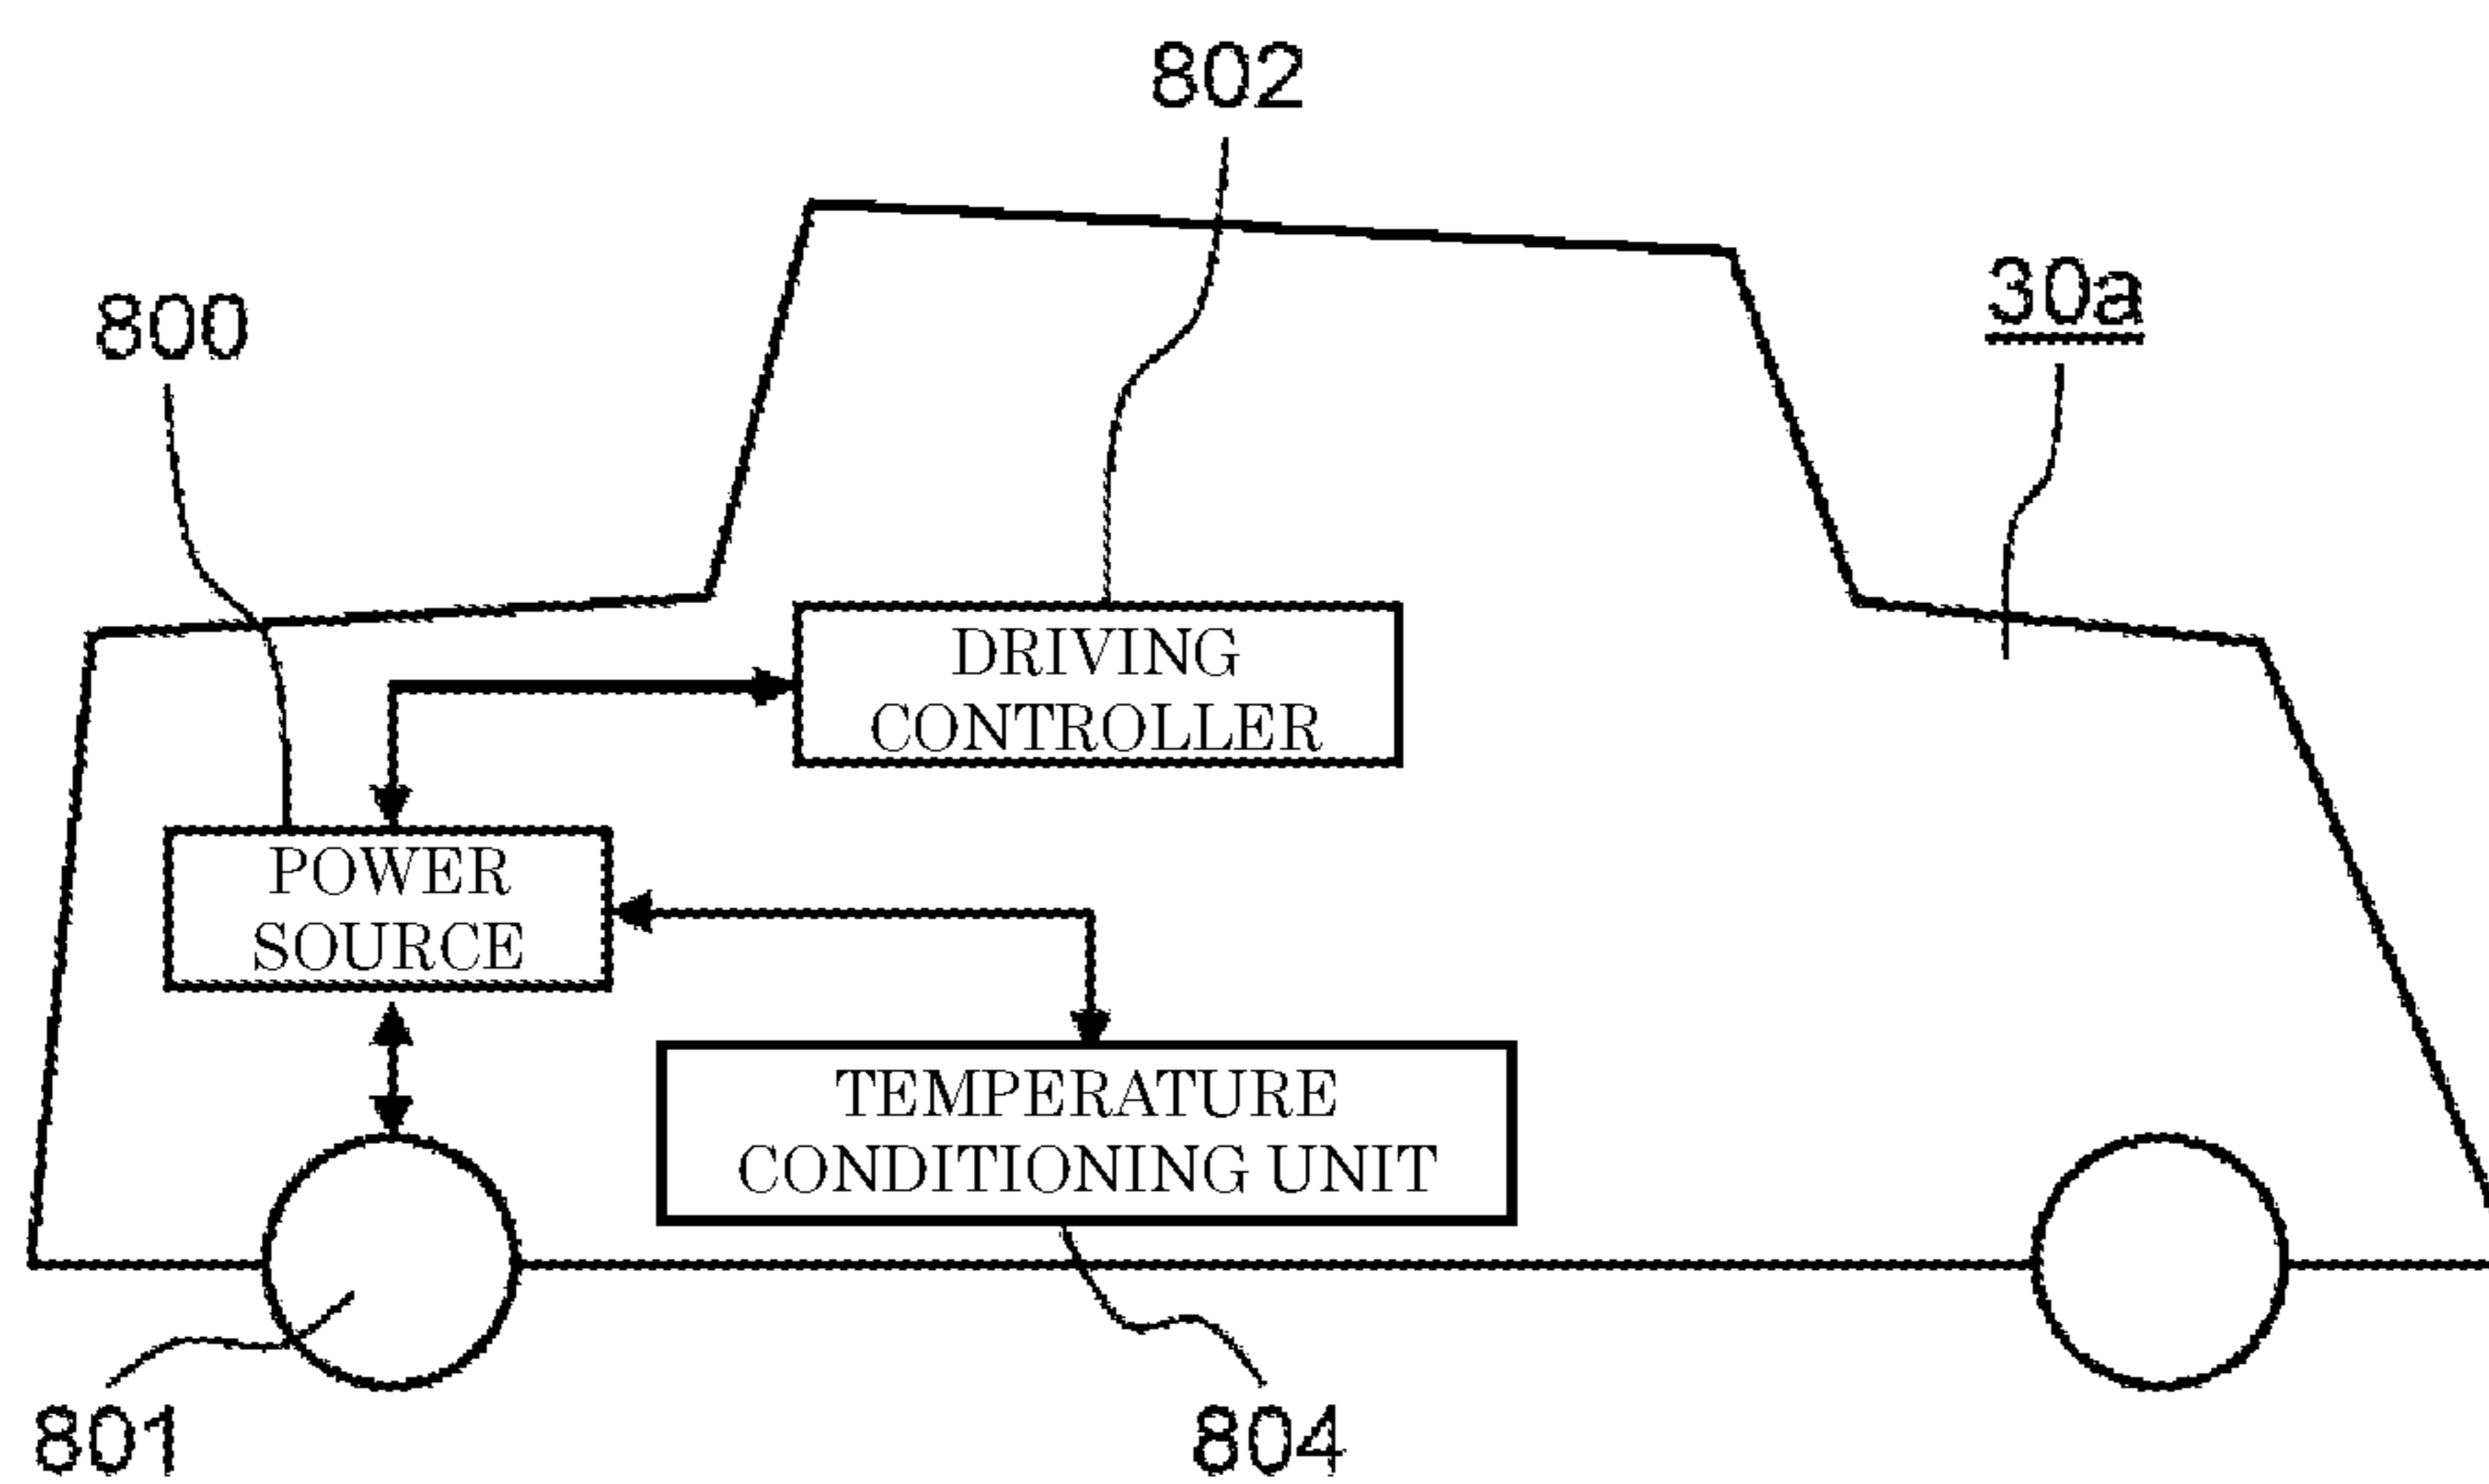 802
800
30a
DRIVING
CONTROLLER
POWER
SOURCE
TEMPERATURE
CONDITIONING UNIT
801
804